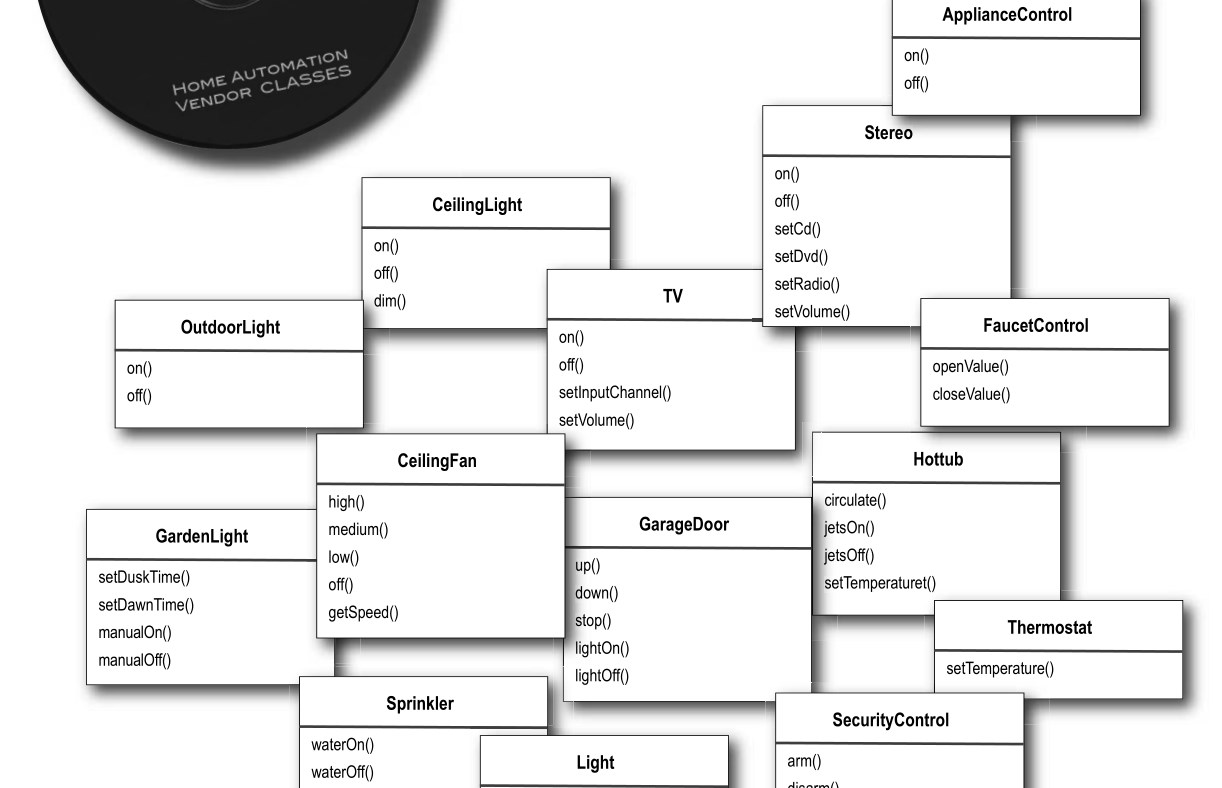 HOME AUTOMATION
VENDOR CLASSES
ApplianceControl
on()
off()
Stereo
on()
off()
setCd()
setDvd()
setRadio()
setVolume()
CeilingLight
on()
off()
dim()
TV
on()
off()
setInputChannel()
setVolume()
OutdoorLight
on()
off()
FaucetControl
openValue()
closeValue()
CeilingFan
high()
medium()
low()
off()
getSpeed()
Hottub
circulate()
jetsOn()
jetsOff()
setTemperaturet()
GardenLight
setDuskTime()
setDawnTime()
manualOn()
manualOff()
GarageDoor
up()
down()
stop()
lightOn()
lightOff()
Thermostat
setTemperature()
Sprinkler
waterOn()
waterOff()
Light
SecurityControl
arm()
disarm()